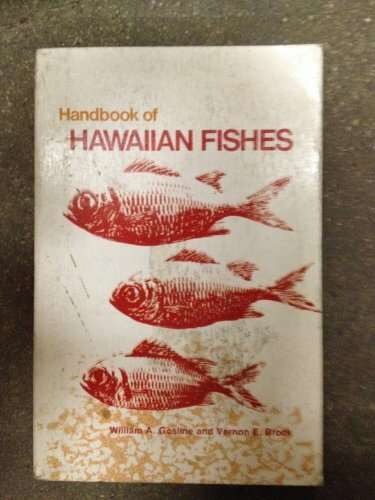 Handbook of
HAWAIIAN FISHES
William A. Gosline and Vernon E. Brock